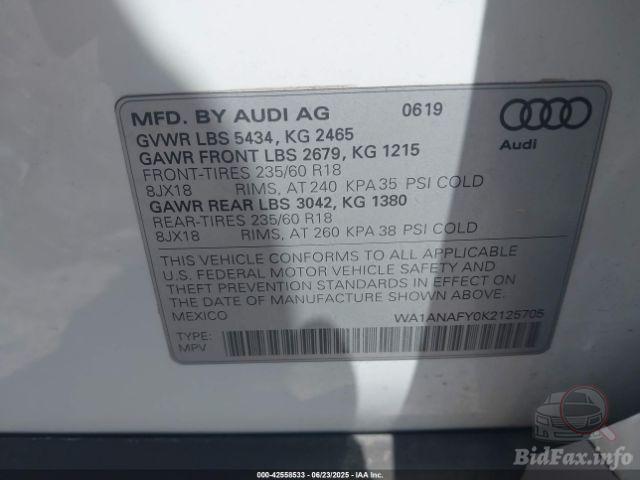 MFD. BY AUDI AG 0619
GVWR LBS 5434, KG 2465
GAWR FRONT LBS 2679, KG 1215
FRONT-TIRES 235/60 R18
8JX18 RIMS, AT 240 KPA 35 PSI COLD
GAWR REAR LBS 3042, KG 1380
REAR-TIRES 235/60 R18
8JX18 RIMS, AT 260 KPA 38 PSI COLD
Audi
THIS VEHICLE CONFORMS TO ALL APPLICABLE
U.S. FEDERAL MOTOR VEHICLE SAFETY AND
THEFT PREVENTION STANDARDS IN EFFECT ON
THE DATE OF MANUFACTURE SHOWN ABOVE.
MEXICO WA1ANAFY0K2125705
TYPE:
MPV
BidFax.info
000-42558533 - 06/23/2025 - IAA Inc.